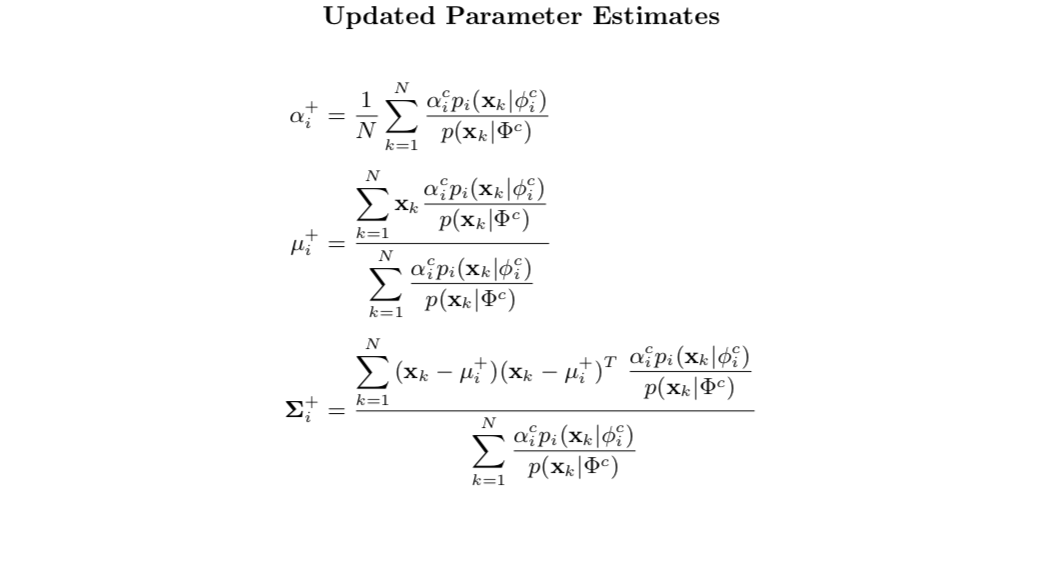 Updated Parameter Estimates
$\alpha_i^+ = \frac{1}{N} \sum_{k=1}^{N} \frac{\alpha_i^c p_i(\mathbf{x}_k|\phi_i^c)}{p(\mathbf{x}_k|\Phi^c)}$
$\mu_i^+ = \frac{\sum_{k=1}^{N} \mathbf{x}_k \frac{\alpha_i^c p_i(\mathbf{x}_k|\phi_i^c)}{p(\mathbf{x}_k|\Phi^c)}}{\sum_{k=1}^{N} \frac{\alpha_i^c p_i(\mathbf{x}_k|\phi_i^c)}{p(\mathbf{x}_k|\Phi^c)}}$
$\mathbf{\Sigma}_i^+ = \frac{\sum_{k=1}^{N} (\mathbf{x}_k - \mu_i^+)(\mathbf{x}_k - \mu_i^+)^T \frac{\alpha_i^c p_i(\mathbf{x}_k|\phi_i^c)}{p(\mathbf{x}_k|\Phi^c)}}{\sum_{k=1}^{N} \frac{\alpha_i^c p_i(\mathbf{x}_k|\phi_i^c)}{p(\mathbf{x}_k|\Phi^c)}}$